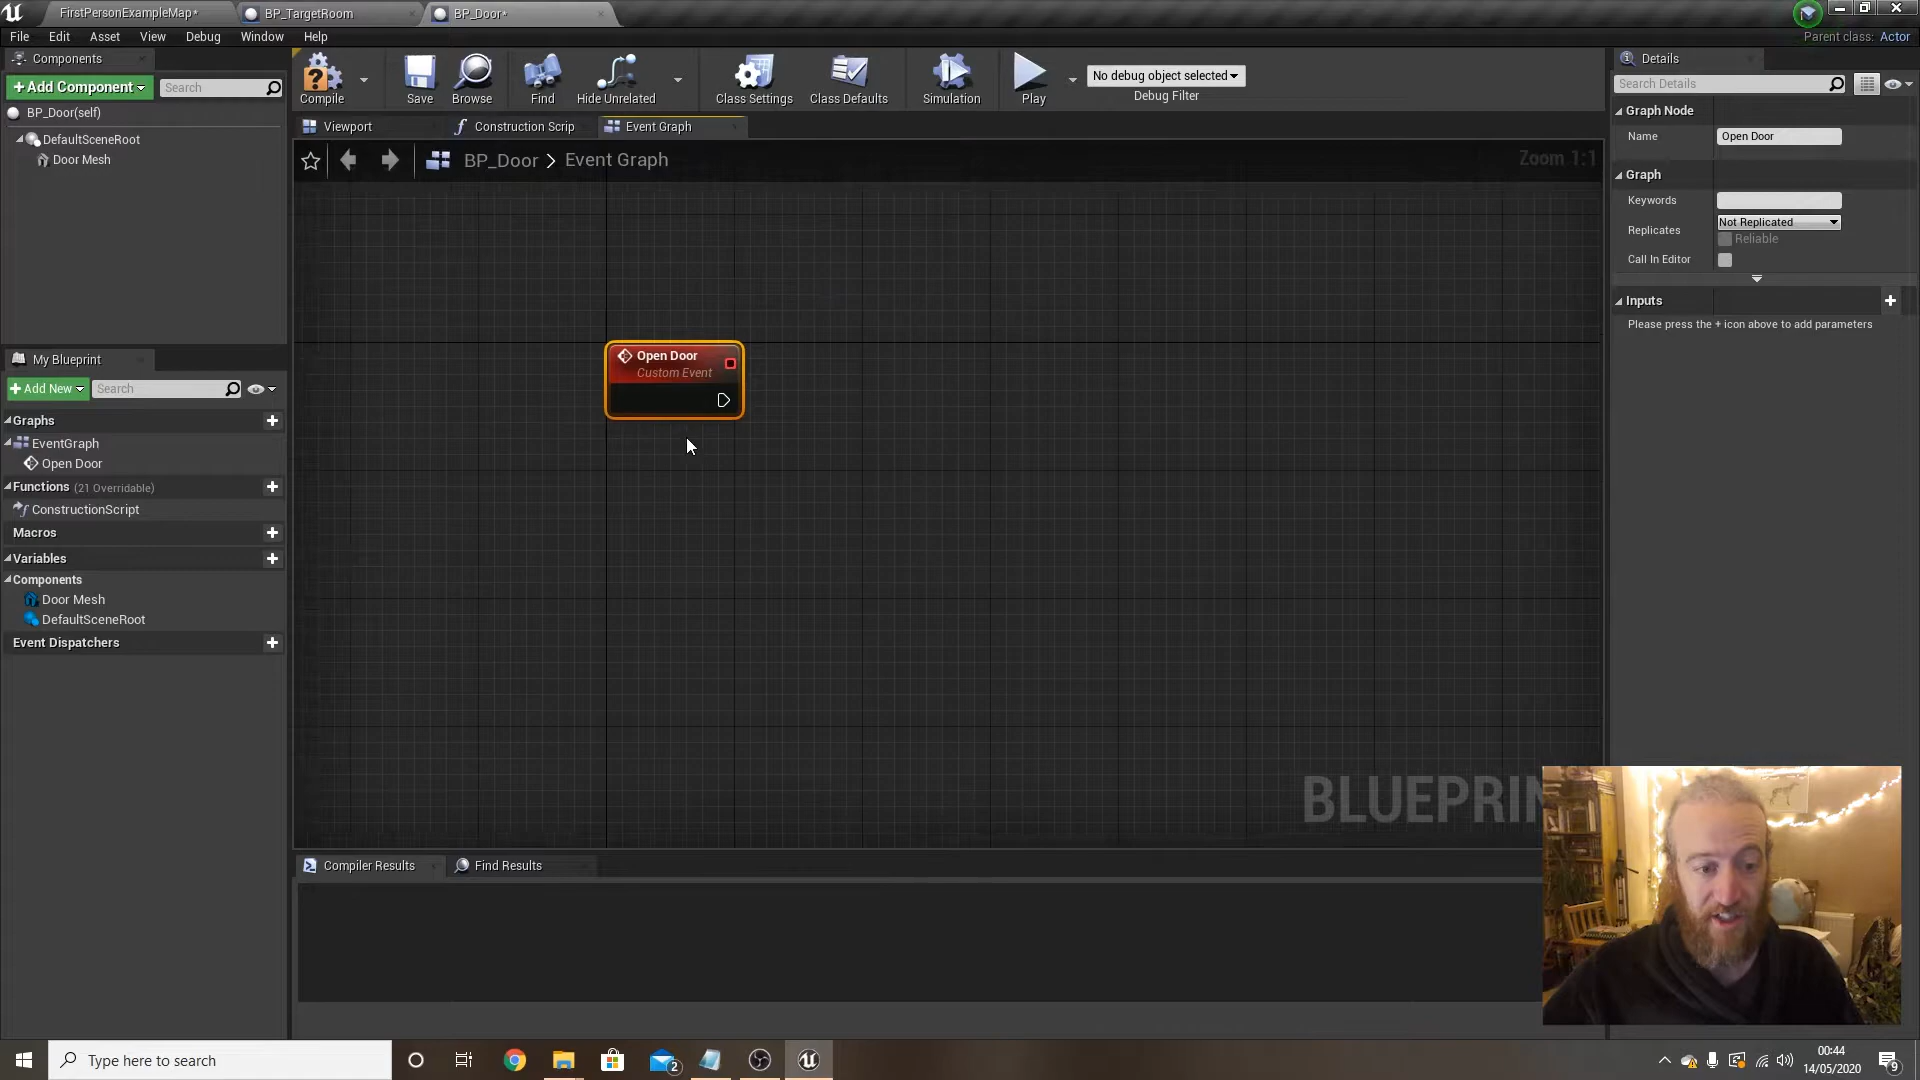 FirstPersonExampleMap*
BP_TargetRoom
BP_Door*
File
Edit
Asset
View
Debug
Window
Help
Parent class: Actor
Components
+Add Component
Search
BP_Door(self)
DefaultSceneRoot
Door Mesh
Compile
Save
Browse
Find
Hide Unrelated
Class Settings
Class Defaults
Simulation
Play
No debug object selected
Debug Filter
Viewport
Construction Scrip
Event Graph
BP_Door > Event Graph
Zoom 1:1
Open Door
Custom Event
BLUEPRIN
My Blueprint
+Add New
Search
Graphs
EventGraph
Open Door
Functions (21 Overridable)
ConstructionScript
Macros
Variables
Components
Door Mesh
DefaultSceneRoot
Event Dispatchers
Details
Search Details
Graph Node
Name
Open Door
Graph
Keywords
Replicates
Not Replicated
Reliable
Call In Editor
Inputs
Please press the + icon above to add parameters
Compiler Results
Find Results
Type here to search
2
00:44
14/05/2020
9